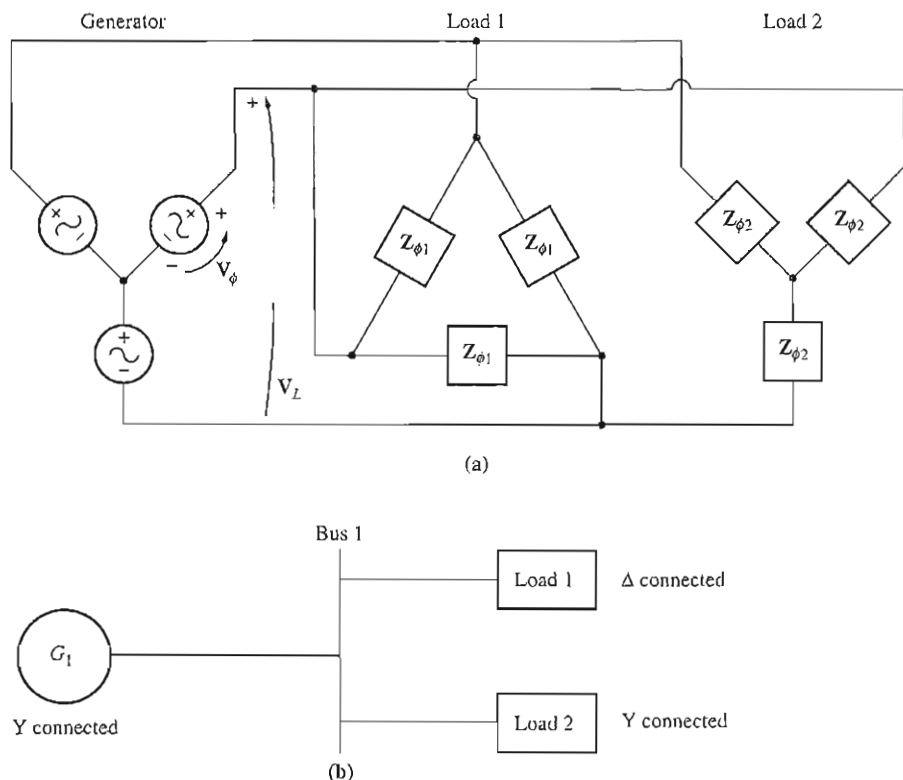 Generator Load 1 Load 2
+
+
−
V_ϕ
+
−
V_L
Z_ϕ1 Z_ϕ1
Z_ϕ1
Z_ϕ2 Z_ϕ2
Z_ϕ2
(a)
Bus 1
Load 1 Δ connected
G_1
Y connected
Load 2 Y connected
(b)